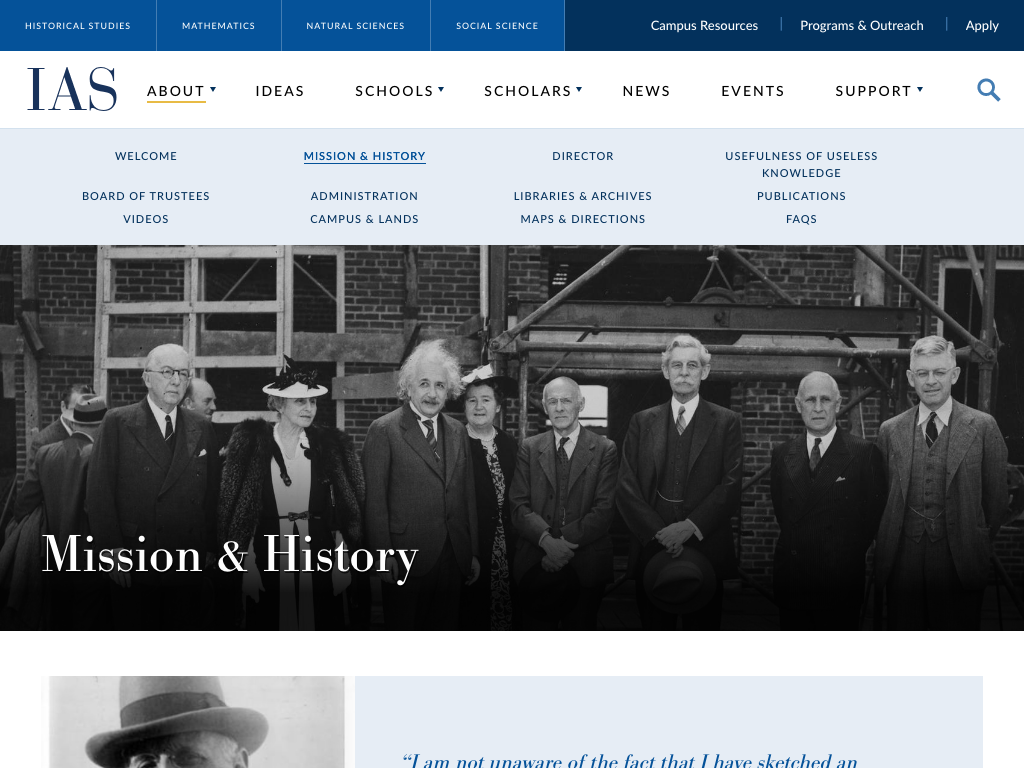 HISTORICAL STUDIES
MATHEMATICS
NATURAL SCIENCES
SOCIAL SCIENCE
Campus Resources
Programs & Outreach
Apply
IAS
ABOUT
IDEAS
SCHOOLS
SCHOLARS
NEWS
EVENTS
SUPPORT
WELCOME
MISSION & HISTORY
DIRECTOR
USEFULNESS OF USELESS
KNOWLEDGE
BOARD OF TRUSTEES
ADMINISTRATION
LIBRARIES & ARCHIVES
PUBLICATIONS
VIDEOS
CAMPUS & LANDS
MAPS & DIRECTIONS
FAQS
Mission & History
“I am not unaware of the fact that I have sketched an